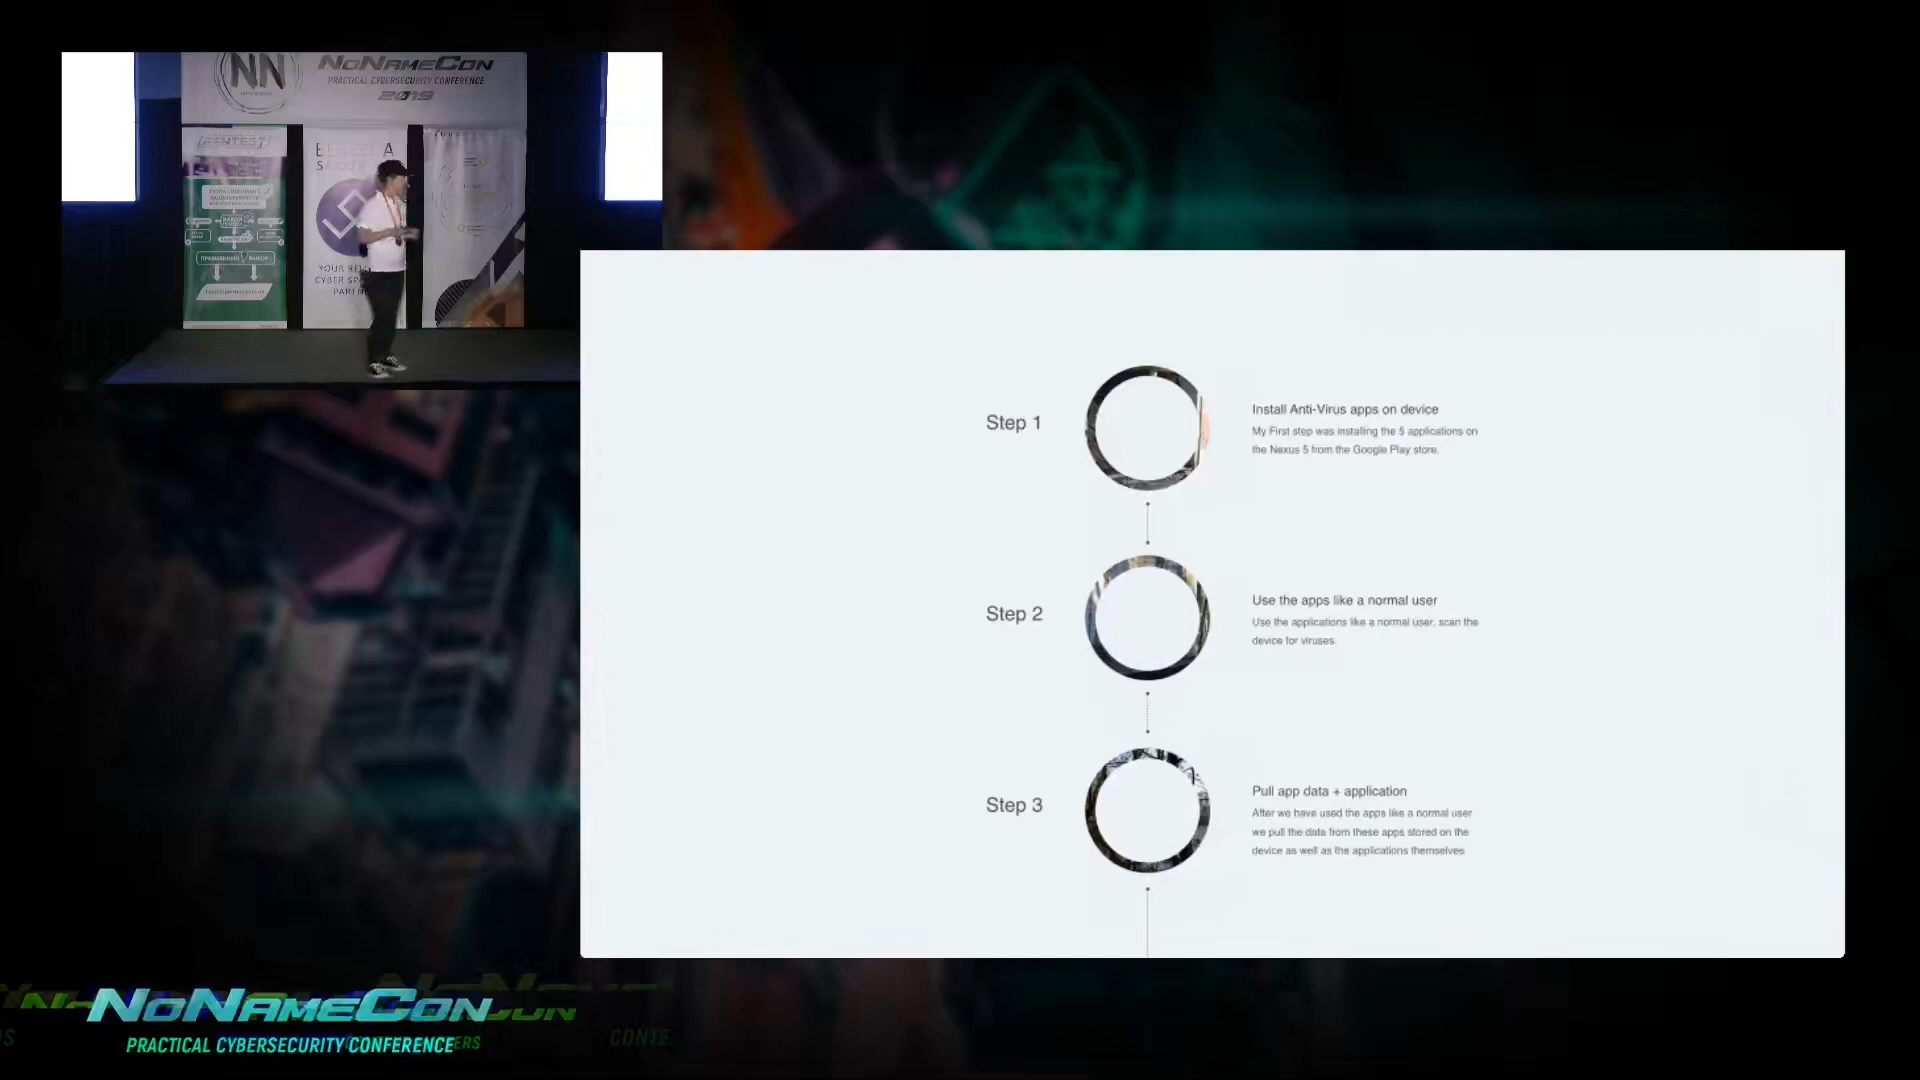 NN
NoNameCon
PRACTICAL CYBERSECURITY CONFERENCE
2019
PENTEST
YOUR
CYBER
Step 1
Install Anti-Virus apps on device
My First step was installing the 5 applications on
the Nexus 5 from the Google Play store.
Step 2
Use the apps like a normal user
Use the applications like a normal user, scan the
device for viruses.
Step 3
Pull app data + application
After we have used the apps like a normal user
we pull the data from these apps stored on the
device as well as the applications themselves
NoNameCon
PRACTICAL CYBERSECURITY CONFERENCE